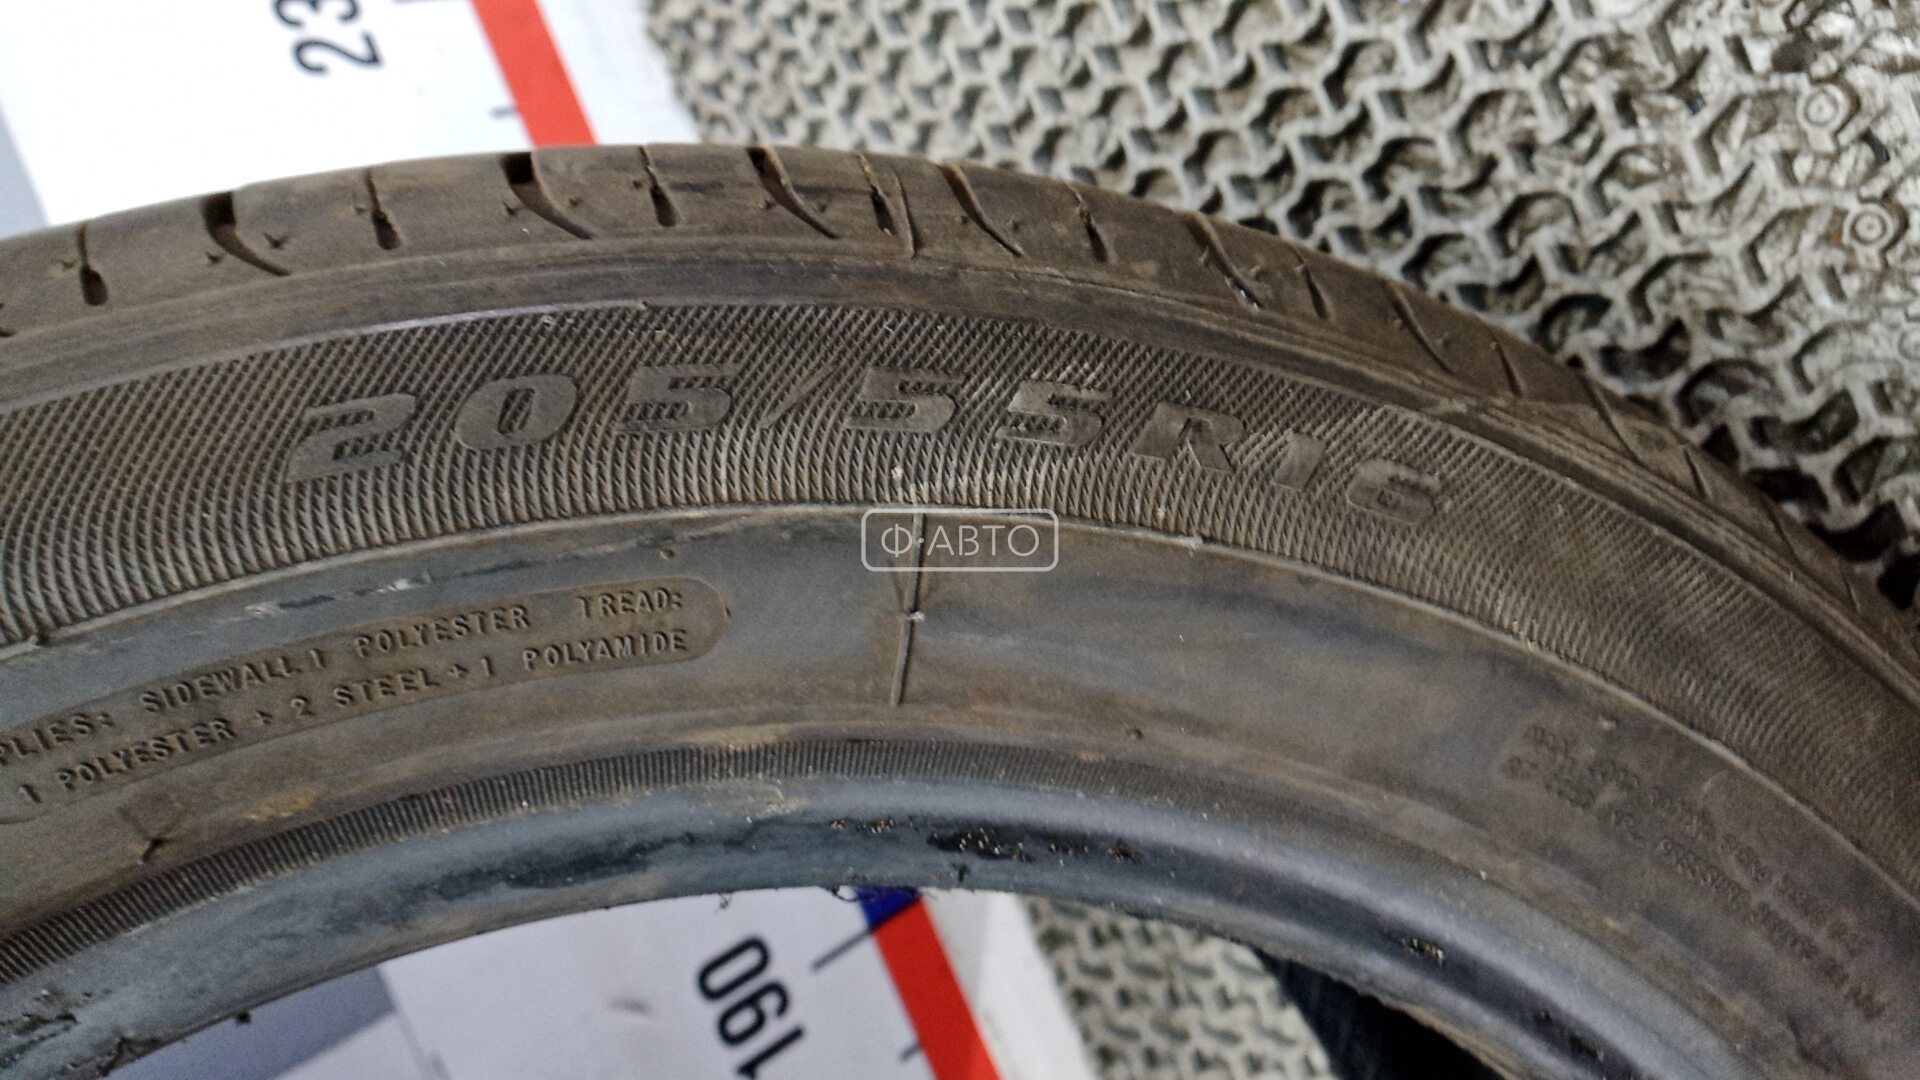 23
205/55R16
Ф·АВТО
PLIES: SIDEWALL 1 POLYESTER TREAD:
1 POLYESTER + 2 STEEL + 1 POLYAMIDE
190